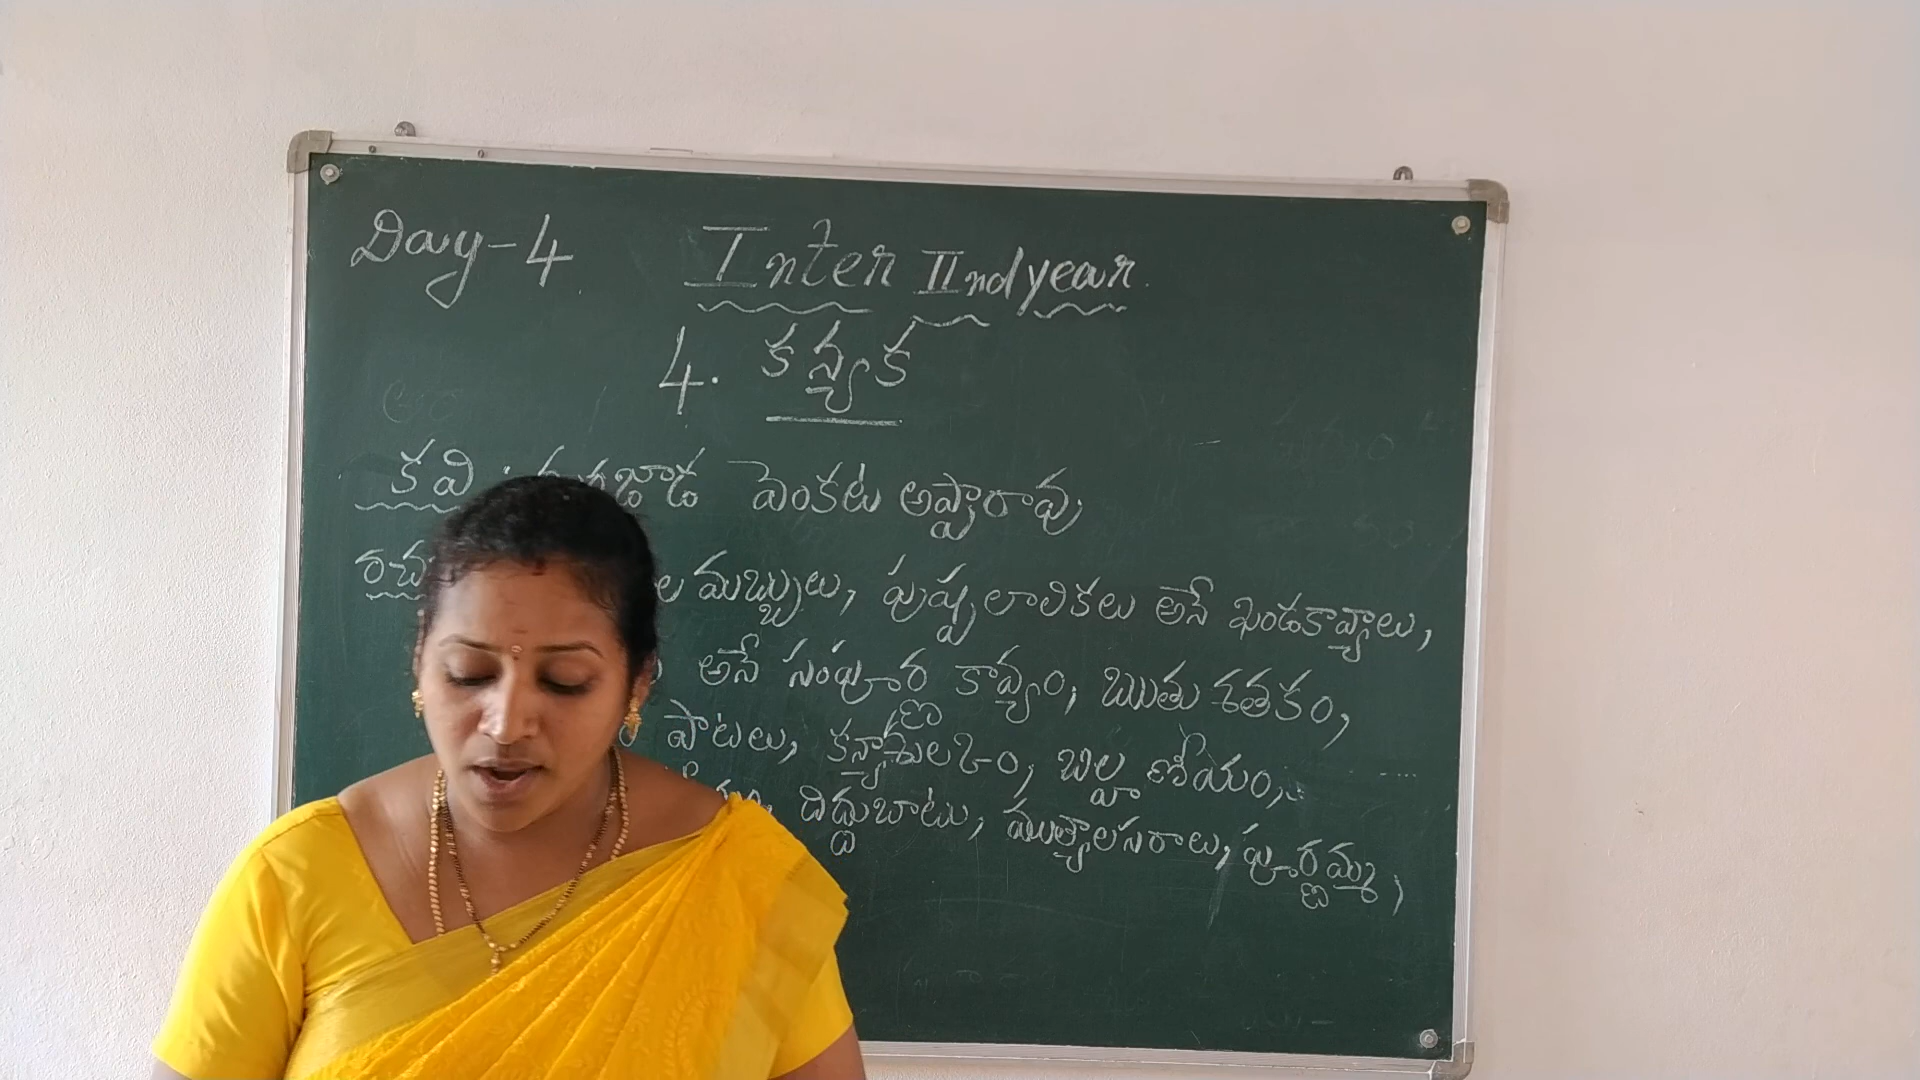 Day-4 Inter IInd year
4. కన్యక
కవి : వెంకట అప్పారావు
మబ్బులు, పుష్పలాలికలు అనే ఖండకావ్యాలు,
అనే సంపూర్ణ కావ్యం, ఋతు శతకం,
పాటలు, కన్యాశులకం, బిల్హణీయం,
దిద్దుబాటు, ముత్యాలసరాలు, పూర్ణమ్మ,